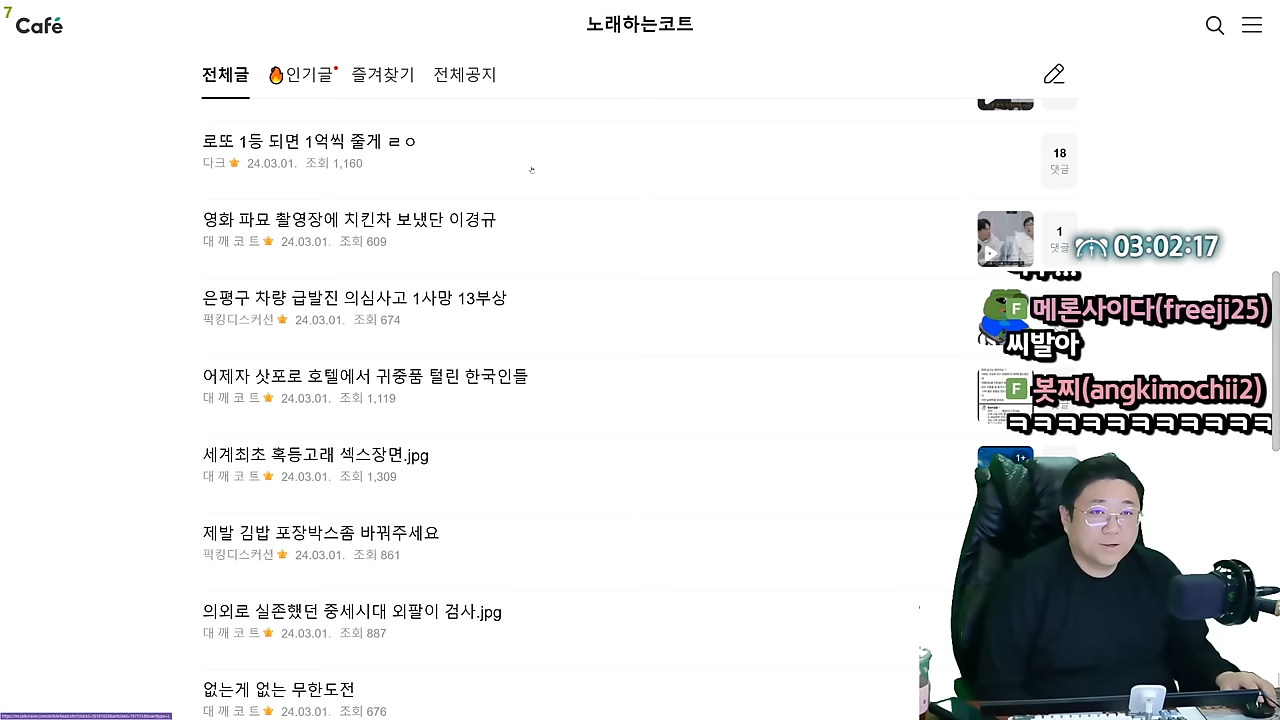 7
Café
노래하는코트
전체글
🔥인기글
즐겨찾기
전체공지
로또 1등 되면 1억씩 줄게 ㄹㅇ
다크 24.03.01. 조회 1,160
18
댓글
영화 파묘 촬영장에 치킨차 보냈단 이경규
대 깨 코 트 24.03.01. 조회 609
1
댓글
03:02:17
은평구 차량 급발진 의심사고 1사망 13부상
퍽킹디스커션 24.03.01. 조회 674
F 메론사이다(freeji25)
씨발아
어제자 삿포로 호텔에서 귀중품 털린 한국인들
대 깨 코 트 24.03.01. 조회 1,119
F 봇찌(angkimochii2)
ㅋㅋㅋㅋㅋㅋㅋㅋㅋㅋㅋ
세계최초 혹등고래 섹스장면.jpg
대 깨 코 트 24.03.01. 조회 1,309
1+
제발 김밥 포장박스좀 바꿔주세요
퍽킹디스커션 24.03.01. 조회 861
의외로 실존했던 중세시대 외팔이 검사.jpg
대 깨 코 트 24.03.01. 조회 887
없는게 없는 무한도전
대 깨 코 트 24.03.01. 조회 676